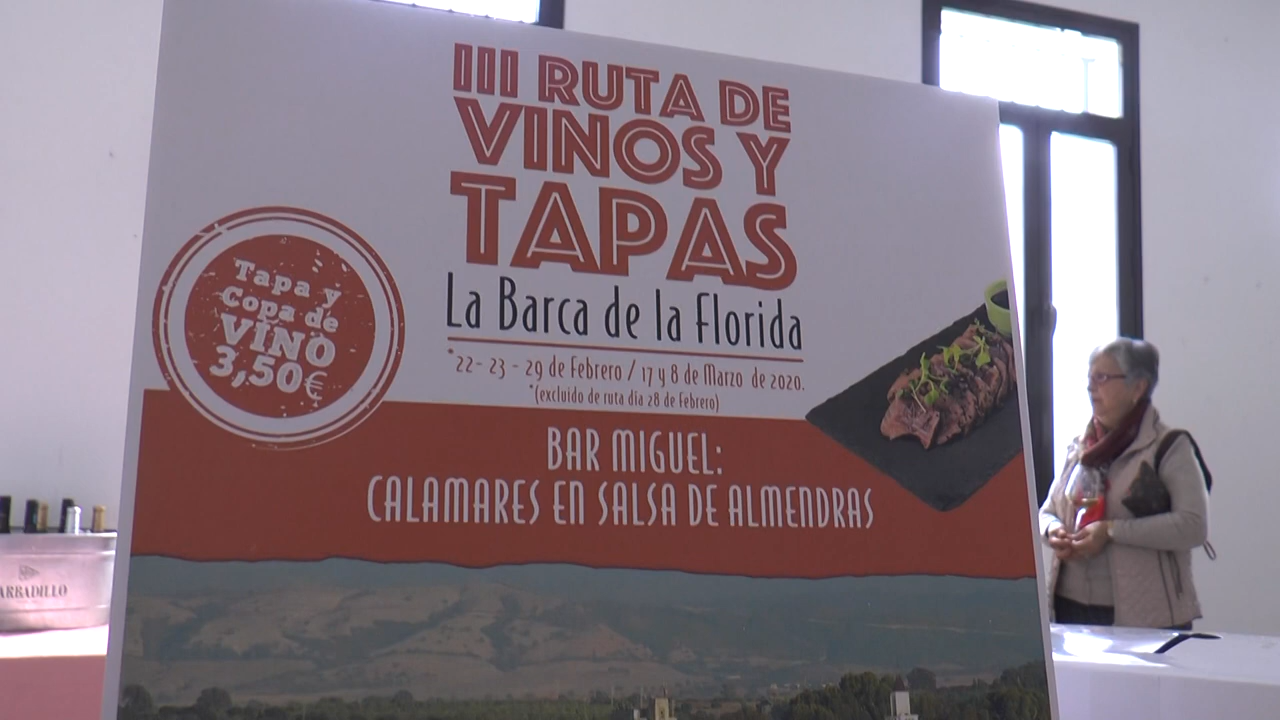 III RUTA DE
VINOS Y
TAPAS
La Barca de la Florida
*22- 23 - 29 de Febrero / 17 y 8 de Marzo de 2020.
*(excluido de ruta día 28 de Febrero)
Tapa y
Copa de
VINO
3,50€
BAR MIGUEL:
CALAMARES EN SALSA DE ALMENDRAS
ARBADILLO